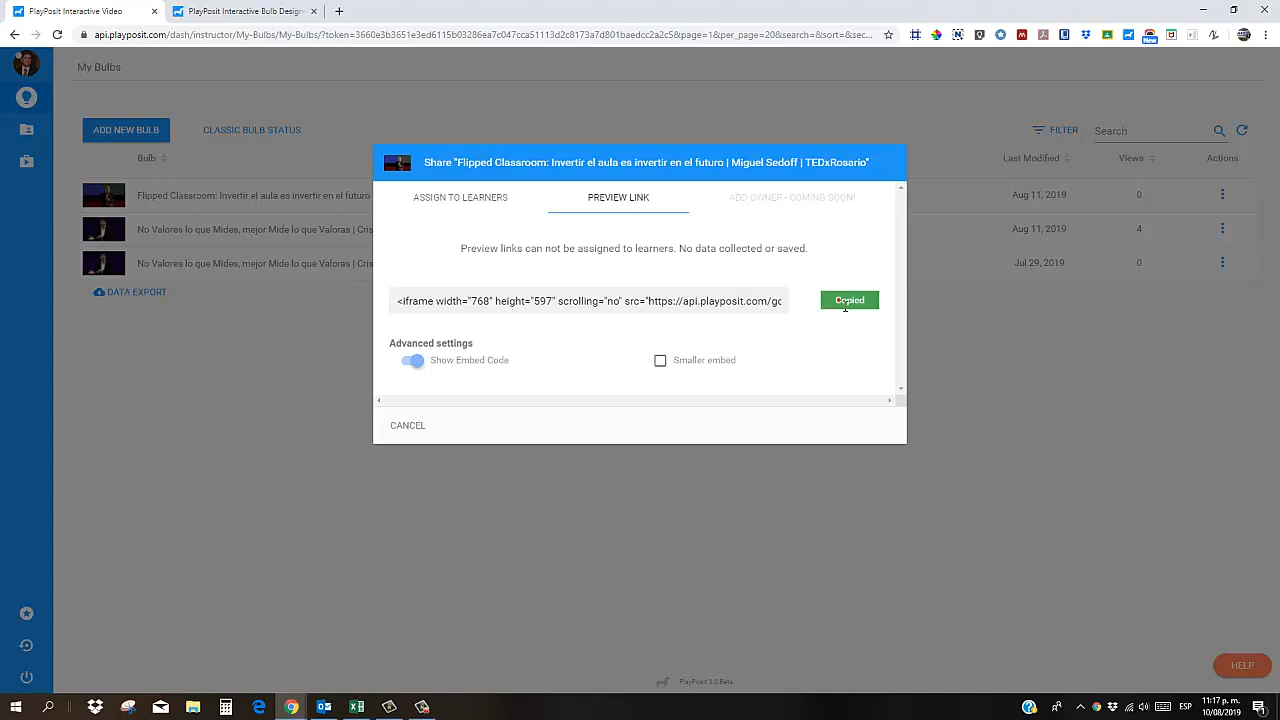 PlayPosit Interactive Video
PlayPosit Interactive Bulb Design
api.playposit.com/dash/instructor/My-Bulbs/My-Bulbs/?token=3660e3b3651e3ed6115b03286ea7c047cca51113d2c8173a7d801baedcc2a2c5&page=1&per_page=20&search=&sort=&sec...
New
My Bulbs
ADD NEW BULB
CLASSIC BULB STATUS
FILTER
Search
Bulb
Last Modified
Views
Actions
Share "Flipped Classroom: Invertir el aula es invertir en el futuro | Miguel Sedoff | TEDxRosario"
ASSIGN TO LEARNERS
PREVIEW LINK
ADD OWNER - COMING SOON!
Flipped Classroom: Invertir el aula es invertir en el futuro
Aug 11, 2019
0
No Valores lo que Mides, mejor Mide lo que Valoras | Cris
Aug 11, 2019
4
No Valores lo que Mides, mejor Mide lo que Valoras | Cris
Jul 29, 2019
0
DATA EXPORT
Preview links can not be assigned to learners. No data collected or saved.
<iframe width="768" height="597" scrolling="no" src="https://api.playposit.com/gc
Copied
Advanced settings
Show Embed Code
Smaller embed
CANCEL
HELP
PlayPosit 3.0 Beta
ESP
11:17 p.m.
10/08/2019